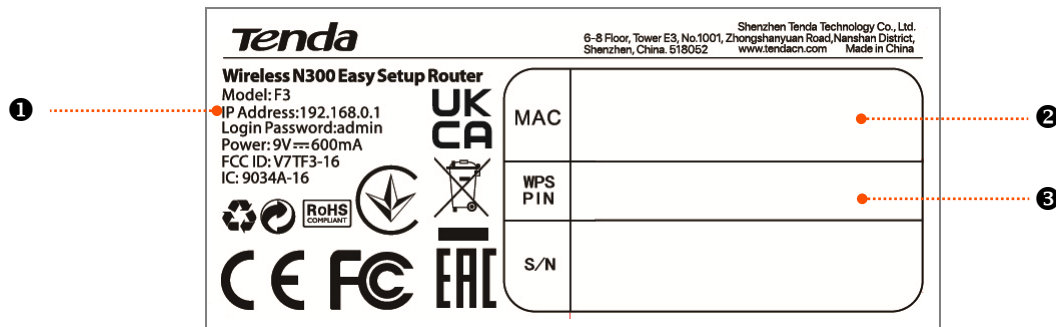 Tenda
Shenzhen Tenda Technology Co., Ltd.
6-8 Floor, Tower E3, No.1001, Zhongshanyuan Road,Nanshan District,
Shenzhen, China. 518052 www.tendacn.com Made in China
Wireless N300 Easy Setup Router
Model: F3
❶
IP Address:192.168.0.1
Login Password:admin
Power: 9V⎓600mA
FCC ID: V7TF3-16
IC: 9034A-16
UK
CA
RoHS
COMPLIANT
CE
FC
EAC
MAC
❷
WPS
PIN
❸
S/N